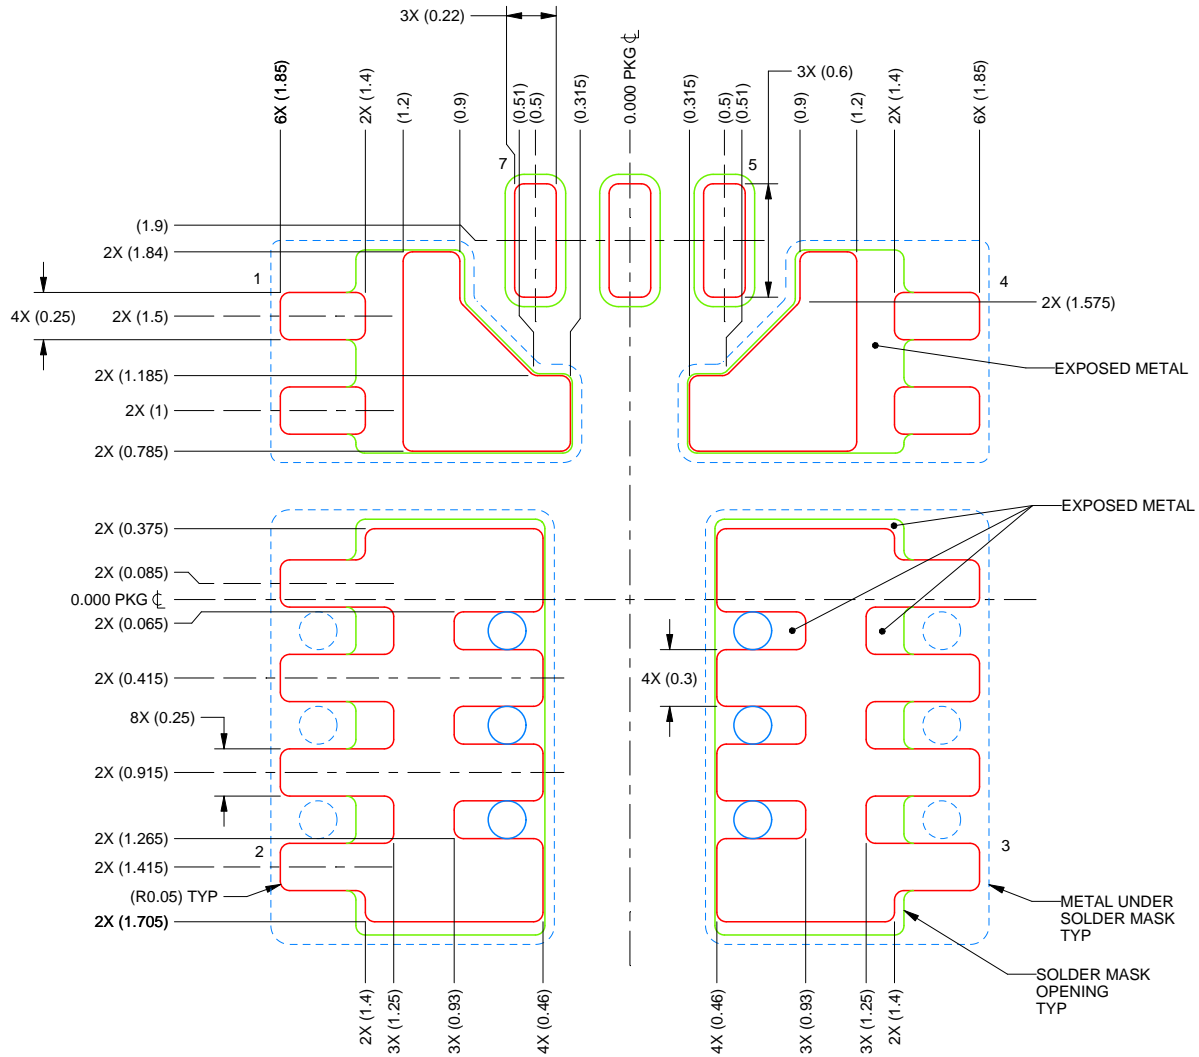 3X (0.22)
0.000 PKG ℄
3X (0.6)
6X (1.85)
2X (1.4)
(1.2)
(0.9)
(0.51)
(0.5)
(0.315)
(0.315)
(0.5)
(0.51)
(0.9)
(1.2)
2X (1.4)
6X (1.85)
7
5
(1.9)
2X (1.84)
1
4
4X (0.25)
2X (1.5)
2X (1.575)
EXPOSED METAL
2X (1.185)
2X (1)
2X (0.785)
EXPOSED METAL
2X (0.375)
2X (0.085)
0.000 PKG ℄
2X (0.065)
2X (0.415)
4X (0.3)
8X (0.25)
2X (0.915)
2X (1.265)
2
3
2X (1.415)
(R0.05) TYP
2X (1.705)
METAL UNDER
SOLDER MASK
TYP
SOLDER MASK
OPENING
TYP
2X (1.4)
3X (1.25)
3X (0.93)
4X (0.46)
4X (0.46)
3X (0.93)
3X (1.25)
2X (1.4)